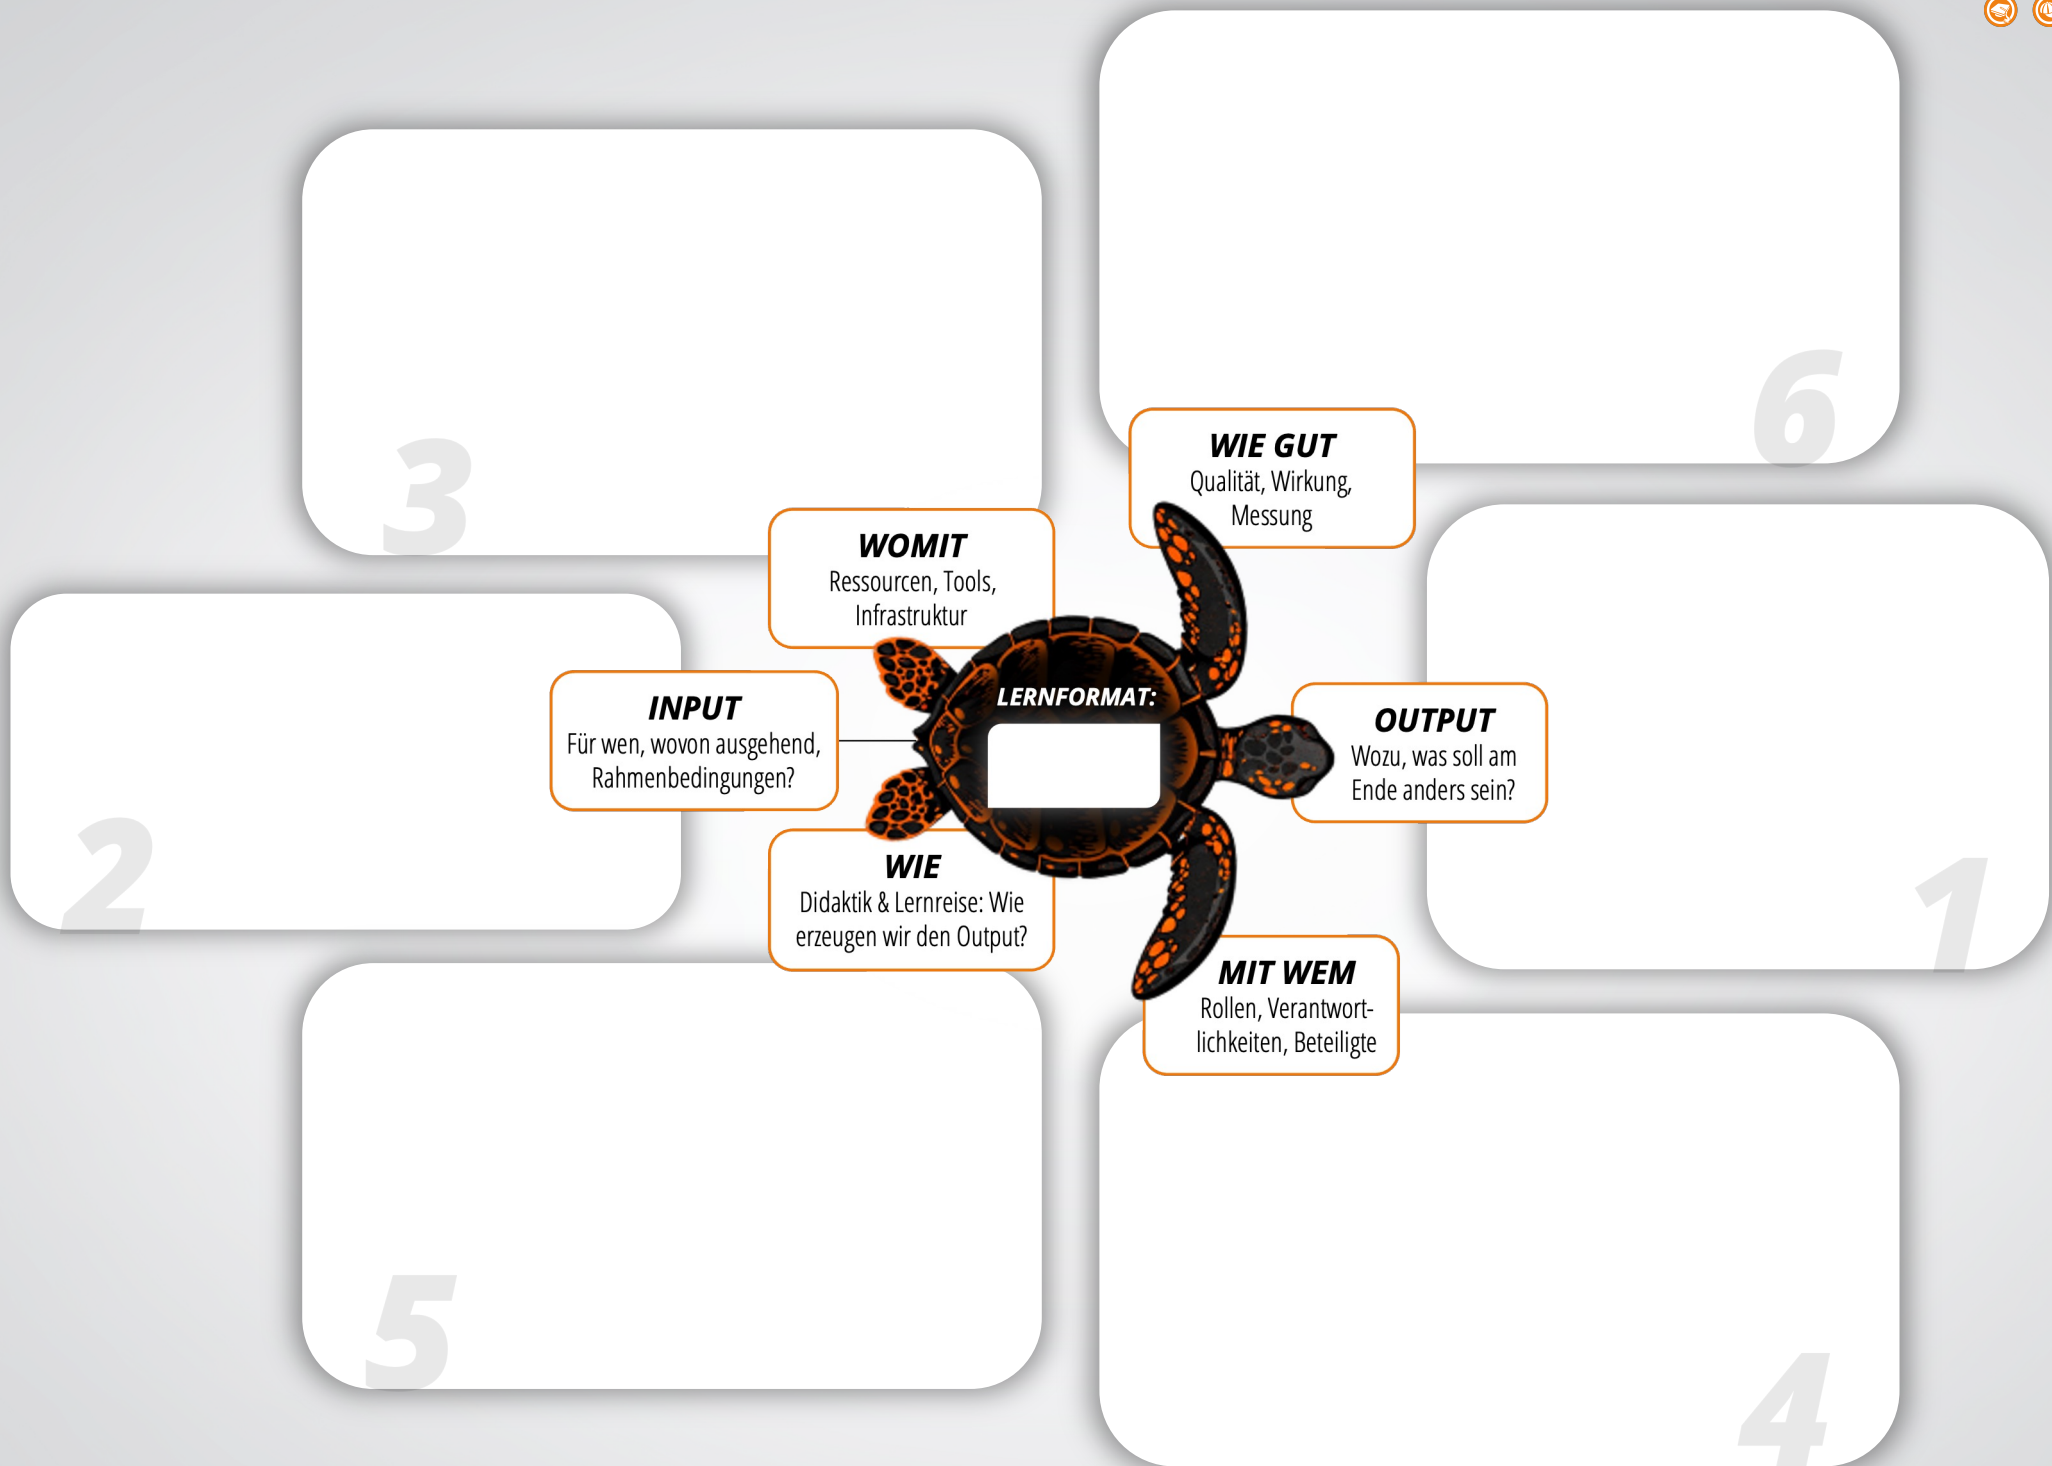 6
3
WIE GUT
Qualität, Wirkung,
Messung
WOMIT
Ressourcen, Tools,
Infrastruktur
LERNFORMAT:
INPUT
Für wen, wovon ausgehend,
Rahmenbedingungen?
OUTPUT
Wozu, was soll am
Ende anders sein?
2
1
WIE
Didaktik & Lernreise: Wie
erzeugen wir den Output?
MIT WEM
Rollen, Verantwort-
lichkeiten, Beteiligte
5
4